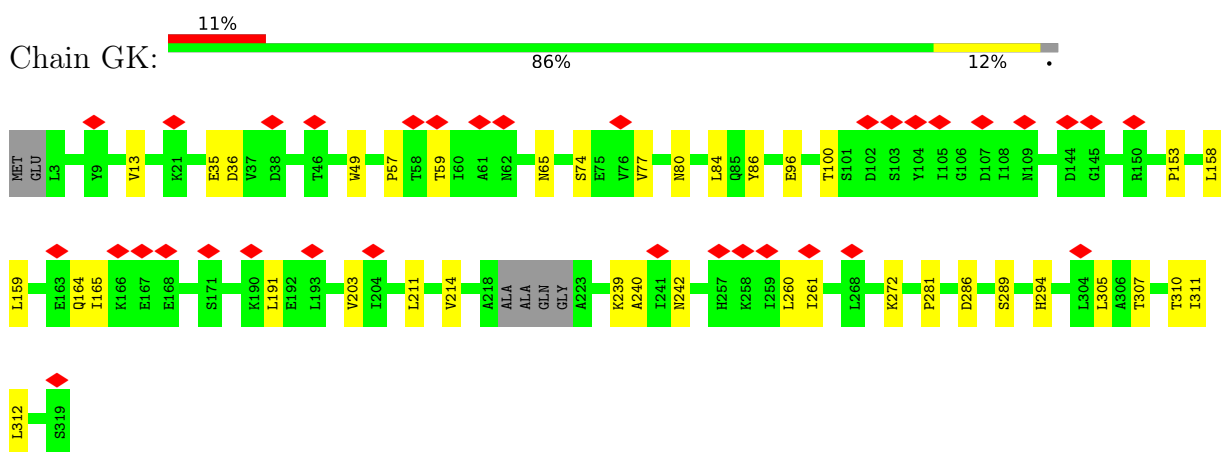 11%
Chain GK:
86% 12% •
MET GLU L3 Y9 V13 K21 E35 D36 V37 D38 T46 W49 P57 T58 T59 I60 A61 N62 N65 S74 E75 V76 V77 N80 L84 Q85 Y86 E96 T100 S101 D102 S103 Y104 I105 G106 D107 I108 N109 D144 G145 R150 P153 L158
L159 E163 Q164 I165 K166 E167 E168 S171 K190 L191 E192 L193 V203 I204 L211 V214 A218 ALA ALA GLN GLY A223 K239 A240 I241 N242 H257 K258 I259 L260 I261 L268 K272 P281 D286 S289 H294 L304 L305 A306 T307 T310 I311
L312 S319